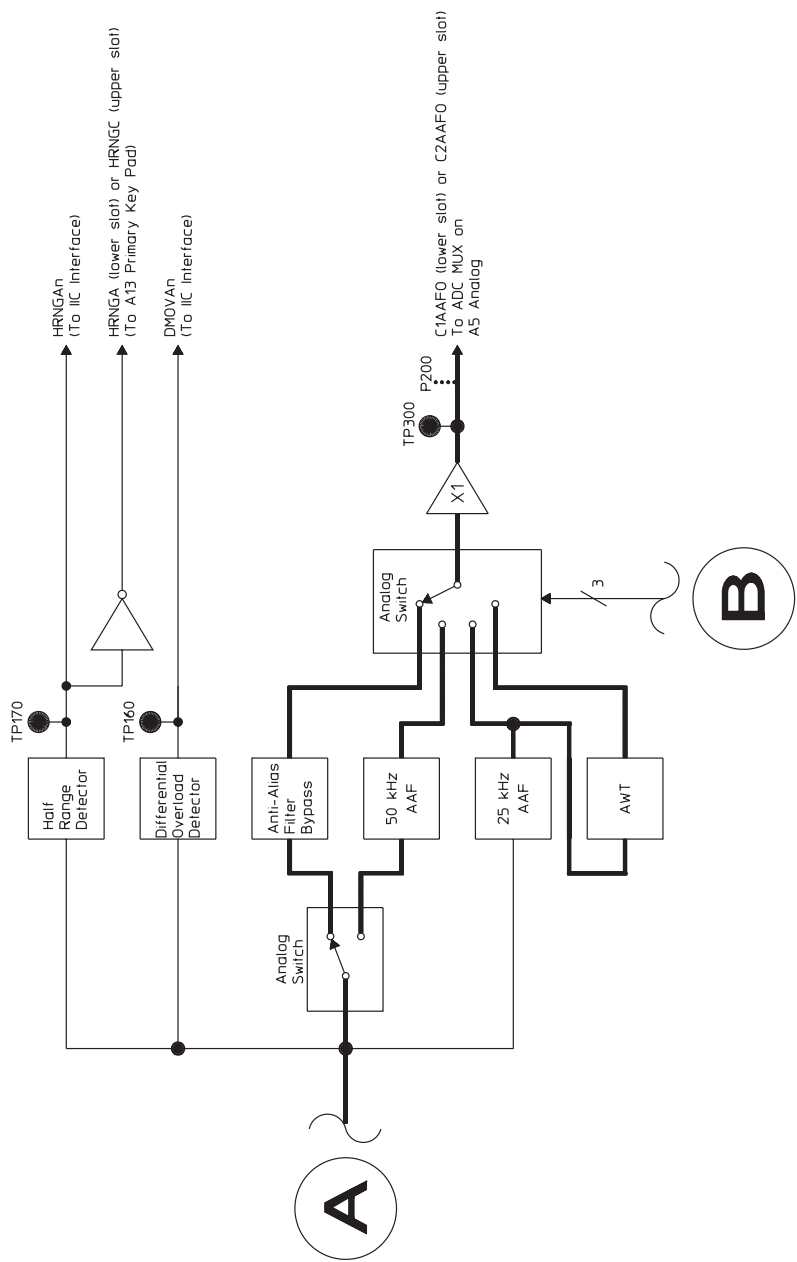 HRNGAn
(To IIC Interface)
HRNGA (lower slot) or HRNGC (upper slot)
(To A13 Primary Key Pad)
DMOVAn
(To IIC Interface)
TP170
TP160
Half
Range
Detector
Differential
Overload
Detector
Anti-Alias
Filter
Bypass
50 kHz
AAF
25 kHz
AAF
AWT
Analog
Switch
Analog
Switch
X1
TP300
P200
C1AAFO (lower slot) or C2AAFO (upper slot)
To ADC MUX on
A5 Analog
3
A
B